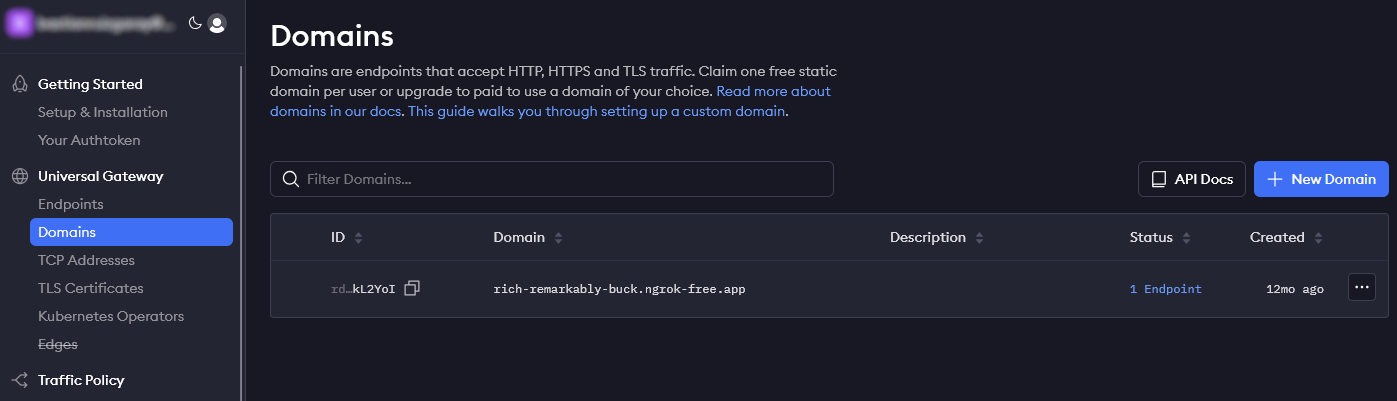 Getting Started
Setup & Installation
Your Authtoken
Universal Gateway
Endpoints
Domains
TCP Addresses
TLS Certificates
Kubernetes Operators
Edges
Traffic Policy
Domains
Domains are endpoints that accept HTTP, HTTPS and TLS traffic. Claim one free static
domain per user or upgrade to paid to use a domain of your choice. Read more about
domains in our docs. This guide walks you through setting up a custom domain.
Filter Domains...
API Docs
New Domain
ID Domain Description Status Created
rd…kL2YoI rich-remarkably-buck.ngrok-free.app 1 Endpoint 12mo ago